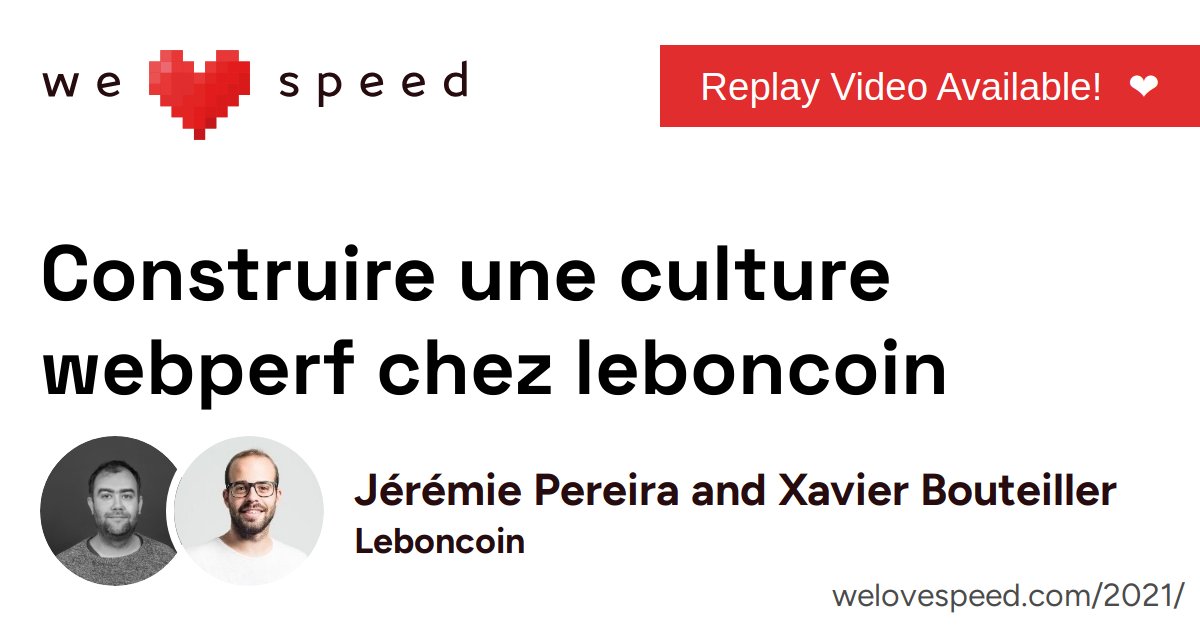 we speed
Replay Video Available! ❤
Construire une culture
webperf chez leboncoin
Jérémie Pereira and Xavier Bouteiller
Leboncoin
welovespeed.com/2021/